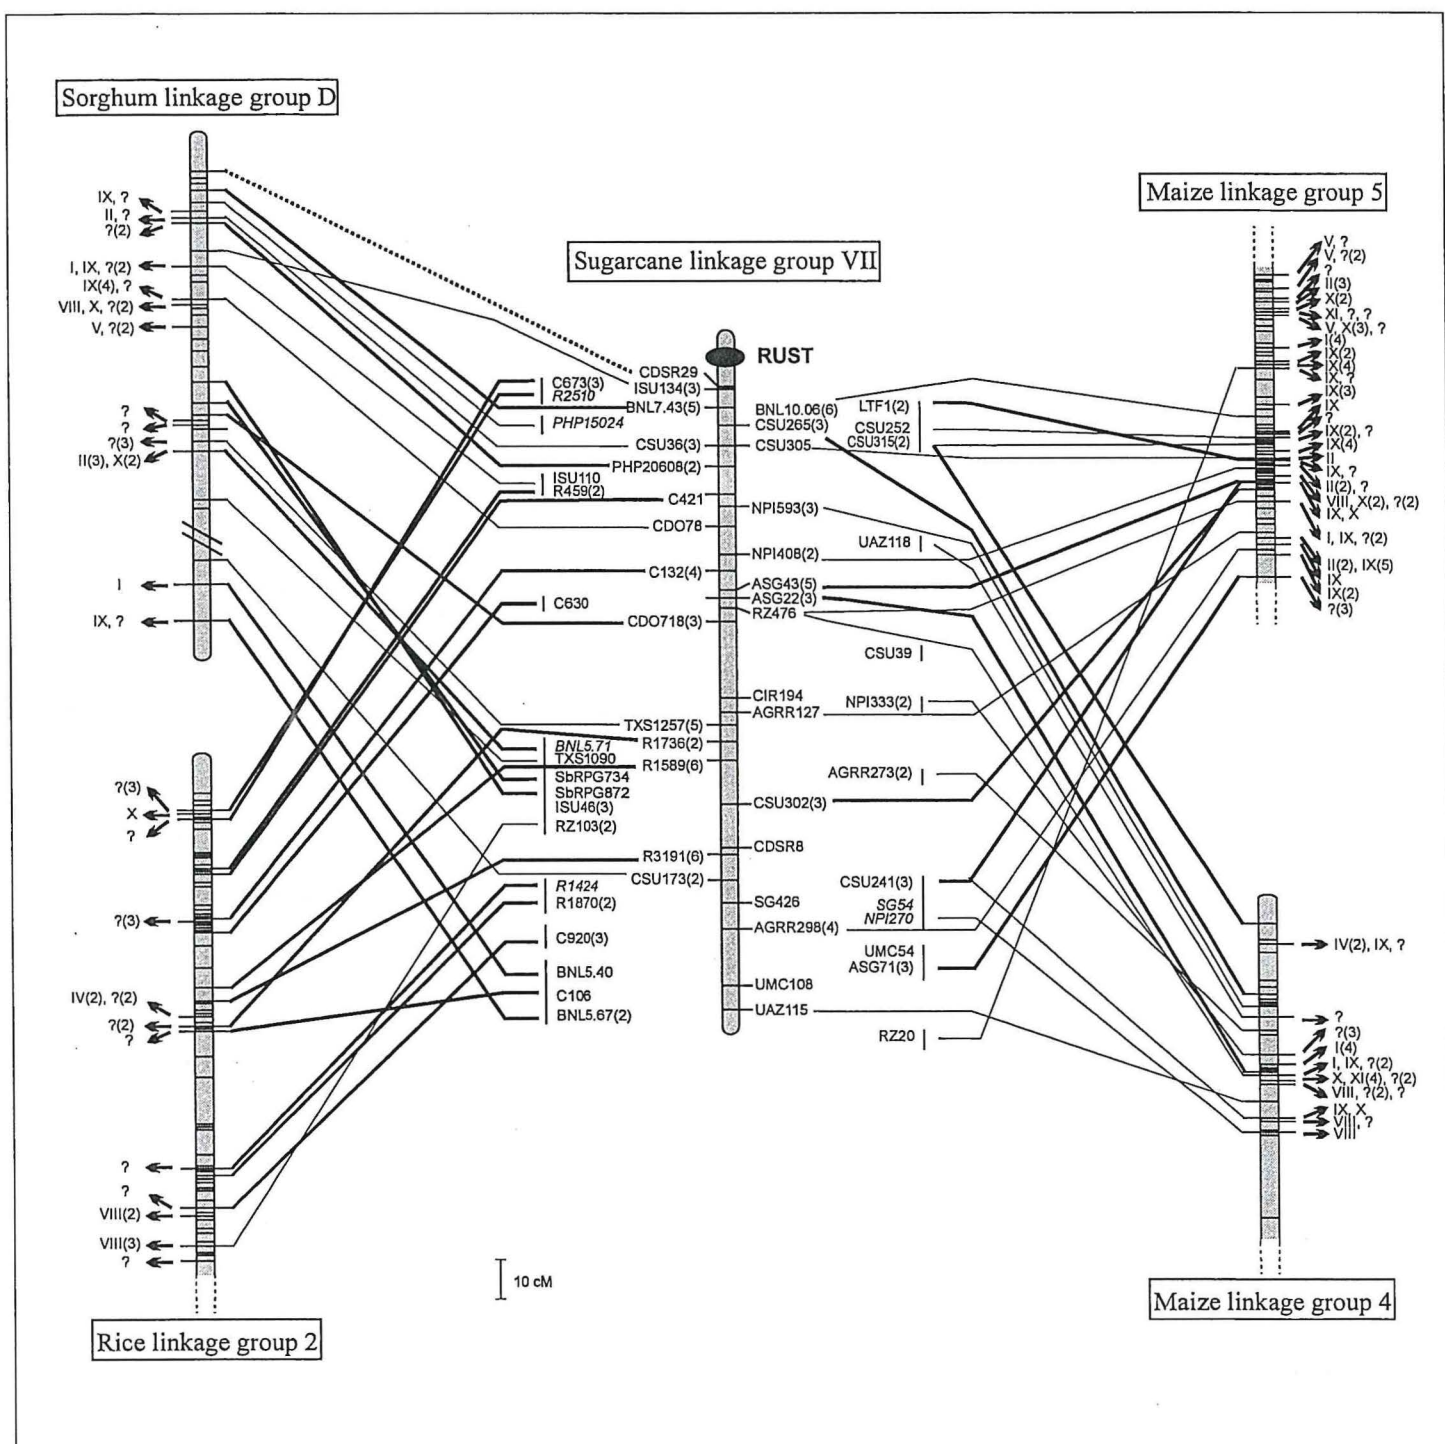 Sorghum linkage group D
IX, ?
II, ?
?(2)
I, IX, ?(2)
IX(4), ?
VIII, X, ?(2)
V, ?(2)
?
?
?(3)
II(3), X(2)
I
IX, ?
?(3)
X
?
?(3)
IV(2), ?(2)
?(2)
?
?
?
VIII(2)
VIII(3)
?
Rice linkage group 2
C673(3)
R2510
PHP15024
ISU110
R459(2)
C630
BNL5.71
TXS1090
SbRPG734
SbRPG872
ISU46(3)
RZ103(2)
R1424
R1870(2)
C920(3)
BNL5.40
C106
BNL5.67(2)
10 cM
Sugarcane linkage group VII
RUST
CDSR29
ISU134(3)
BNL7.43(5)
CSU36(3)
PHP20608(2)
C421
CDO78
C132(4)
CDO718(3)
TXS1257(5)
R1736(2)
R1589(6)
R3191(6)
CSU173(2)
BNL10.06(6)
CSU265(3)
CSU305
NPI593(3)
NPI408(2)
ASG43(5)
ASG22(3)
RZ476
CIR194
AGRR127
CSU302(3)
CDSR8
SG426
AGRR298(4)
UMC108
UAZ115
LTF1(2)
CSU252
CSU315(2)
UAZ118
CSU39
NPI333(2)
AGRR273(2)
CSU241(3)
SG54
NPI270
UMC54
ASG71(3)
RZ20
Maize linkage group 5
V, ?
V, ?(2)
?
II(3)
X(2)
XI, ?, ?
V, X(3), ?
I(4)
IX(2)
IX(4)
IX, ?
IX(3)
IX
?
IX(2), ?
IX(4)
II
IX, ?
II(2), ?
VIII, X(2), ?(2)
IX, X
I, IX, ?(2)
II(2), IX(5)
IX
IX(2)
?(3)
IV(2), IX, ?
?
?(3)
I(4)
I, IX, ?(2)
X, XI(4), ?(2)
VIII, ?(2), ?
IX, X
VIII, ?
VIII
Maize linkage group 4